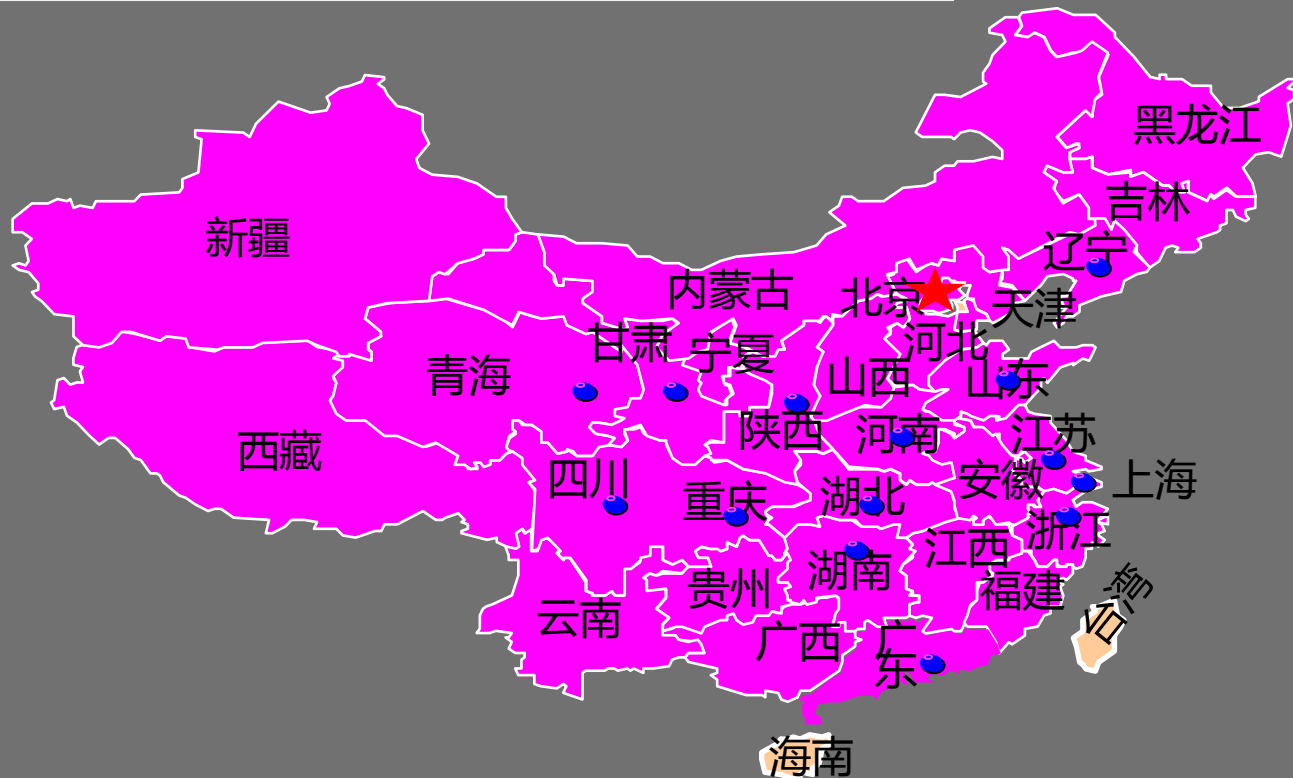 黑龙江
吉林
辽宁
新疆
内蒙古
北京
天津
甘肃
宁夏
河北
青海
山西
山东
陕西
河南
江苏
西藏
四川
重庆
湖北
安徽
上海
浙江
江西
湖南
贵州
福建
台湾
云南
广西
广
东
海南